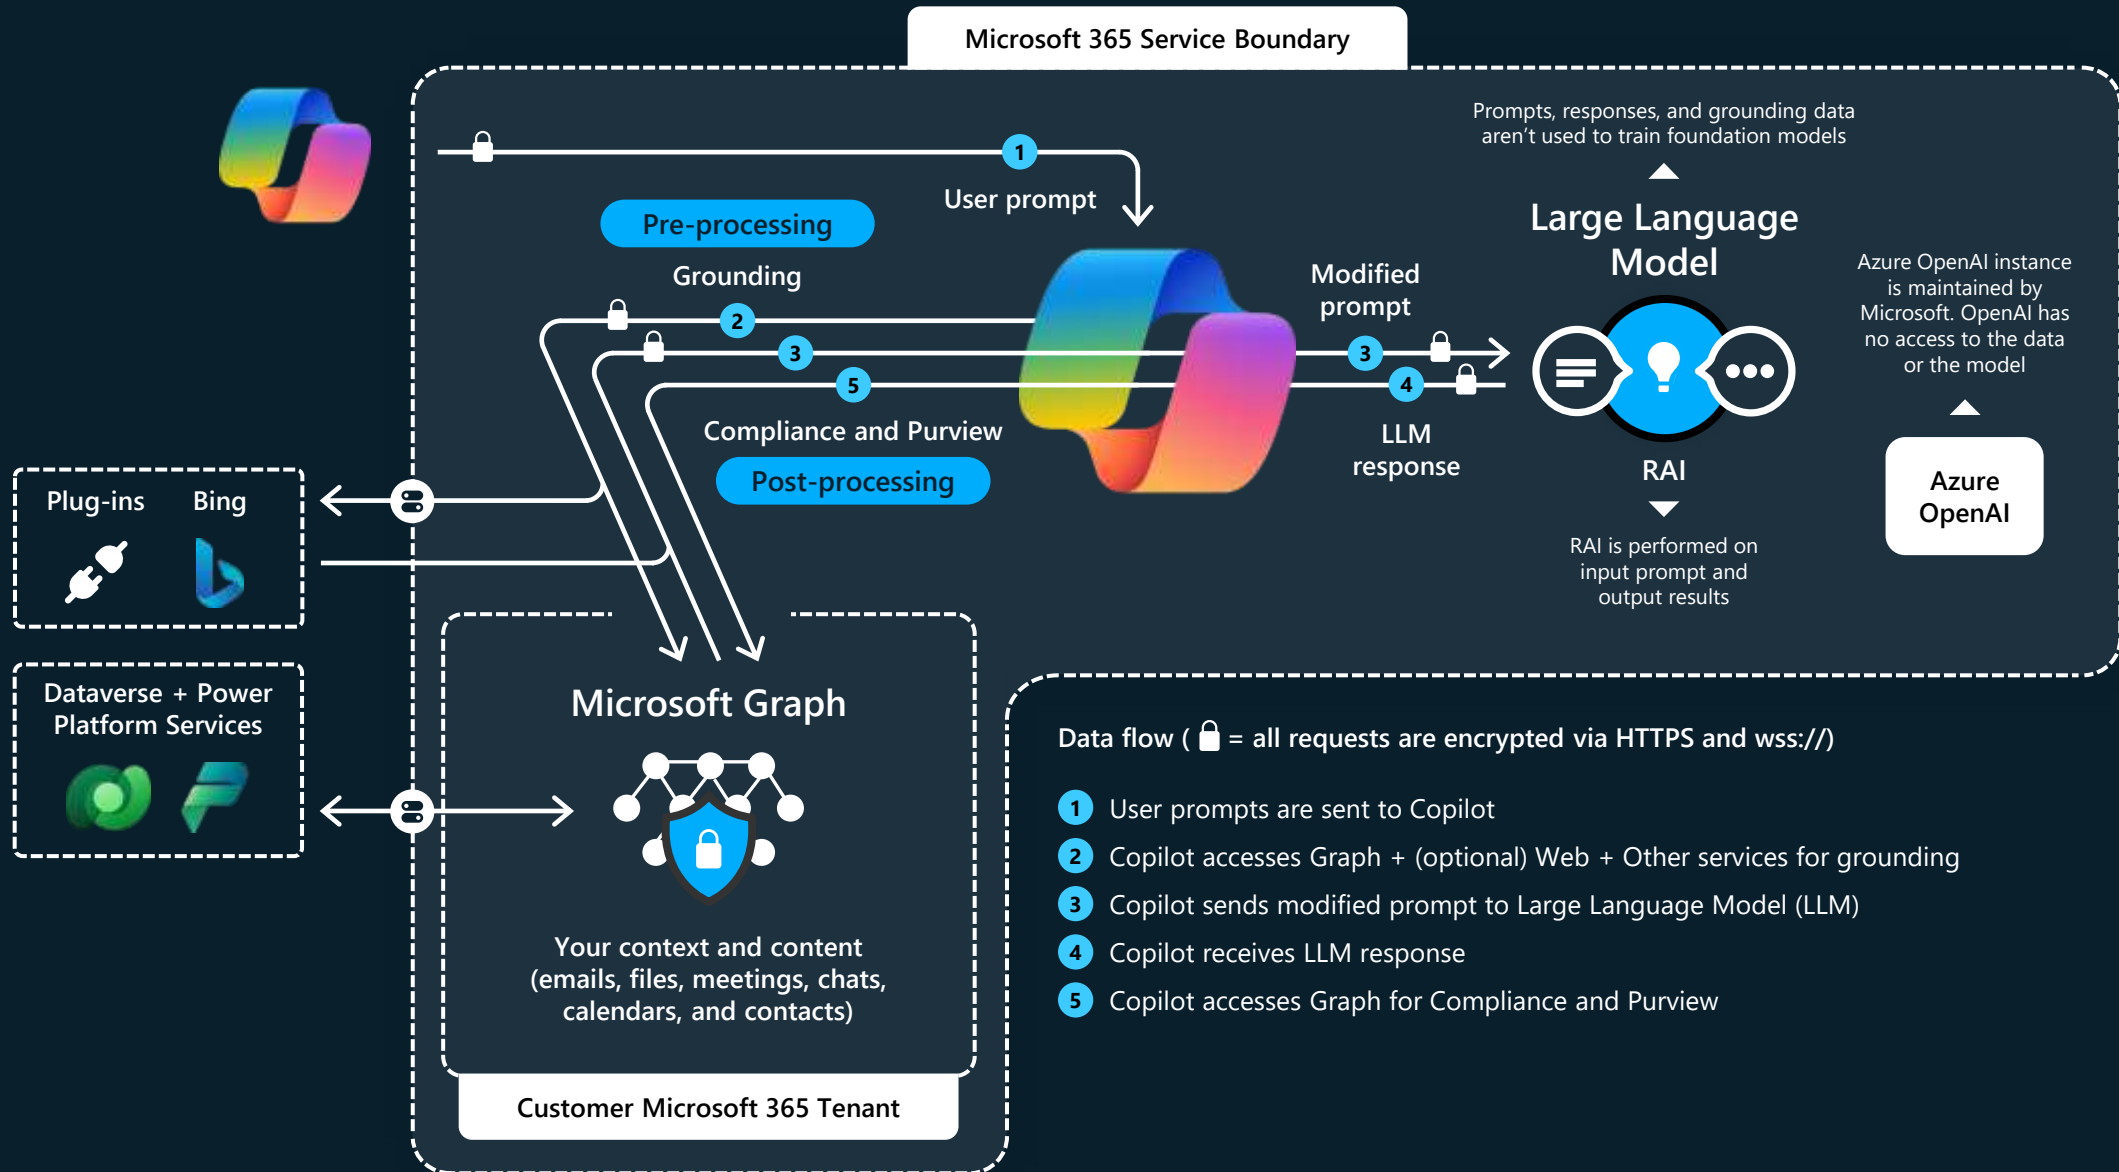 Microsoft 365 Service Boundary
Prompts, responses, and grounding data
aren’t used to train foundation models
1
User prompt
Pre-processing
Grounding
2
3
5
Compliance and Purview
Post-processing
Modified
prompt
3
4
LLM
response
Large Language
Model
RAI
RAI is performed on
input prompt and
output results
Azure OpenAI instance
is maintained by
Microsoft. OpenAI has
no access to the data
or the model
Azure
OpenAI
Plug-ins
Bing
Dataverse + Power
Platform Services
Microsoft Graph
Your context and content
(emails, files, meetings, chats,
calendars, and contacts)
Customer Microsoft 365 Tenant
Data flow ( = all requests are encrypted via HTTPS and wss://)
1 User prompts are sent to Copilot
2 Copilot accesses Graph + (optional) Web + Other services for grounding
3 Copilot sends modified prompt to Large Language Model (LLM)
4 Copilot receives LLM response
5 Copilot accesses Graph for Compliance and Purview